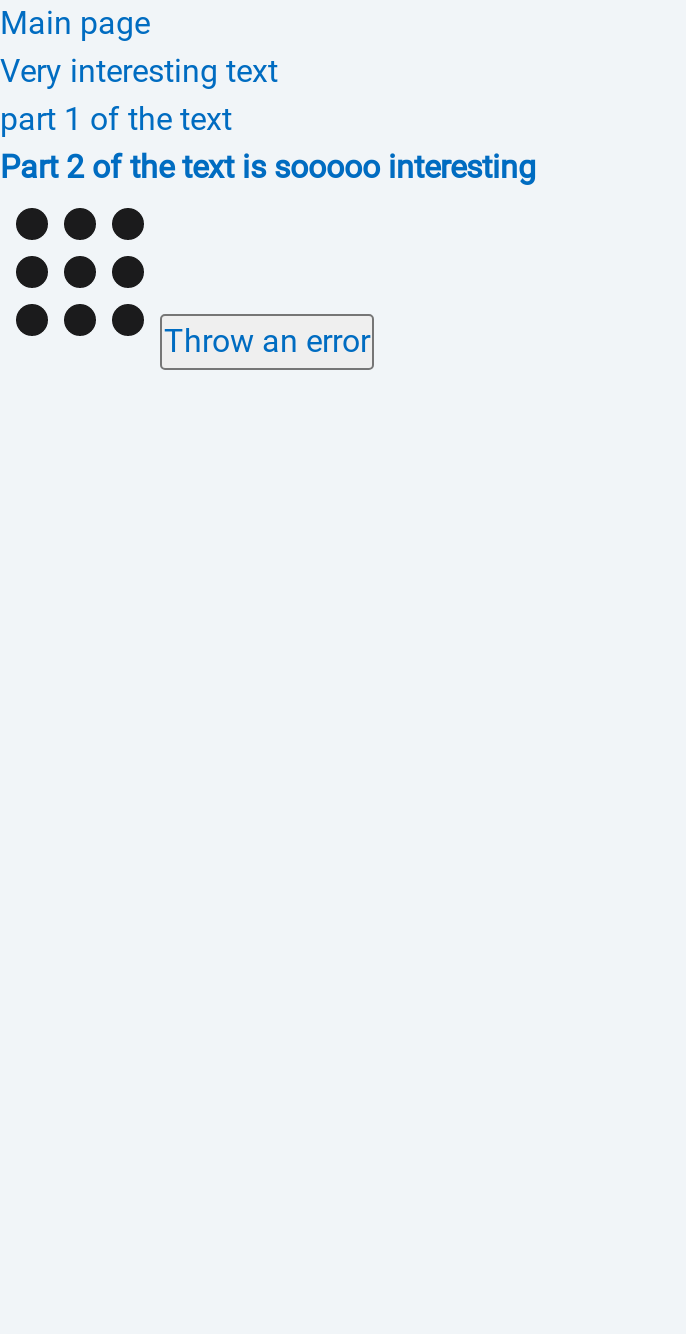 Main page
Very interesting text
part 1 of the text
Part 2 of the text is sooooo interesting
Throw an error